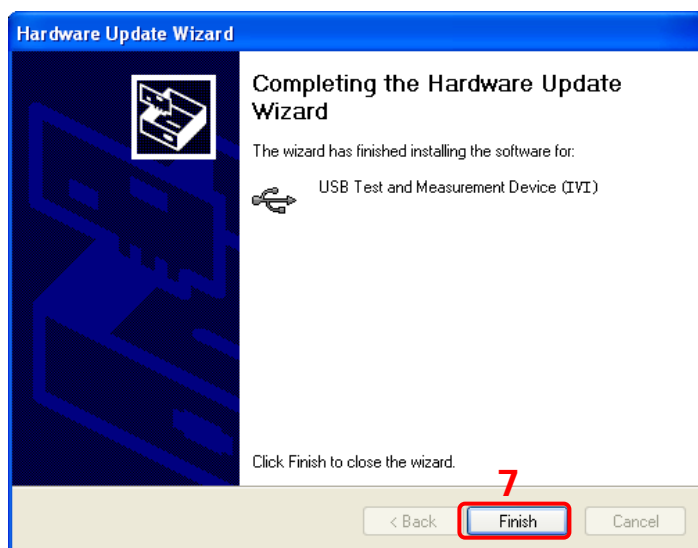 Hardware Update Wizard
Completing the Hardware Update
Wizard
The wizard has finished installing the software for:
USB Test and Measurement Device (IVI)
Click Finish to close the wizard.
7
< Back
Finish
Cancel